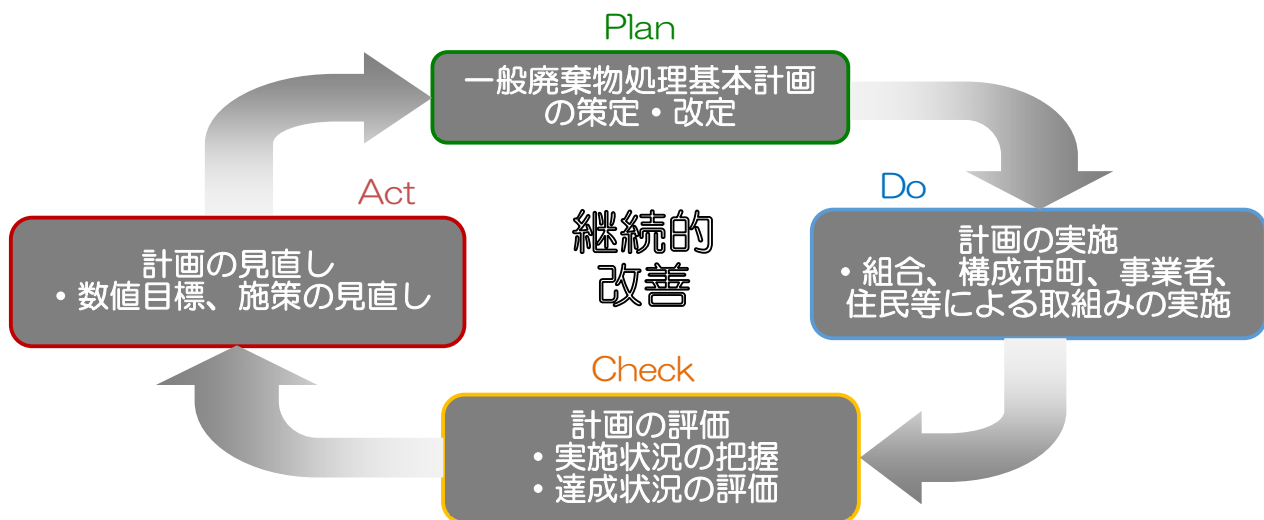 Plan
一般廃棄物処理基本計画
の策定・改定
Do
計画の実施
・組合、構成市町、事業者、
住民等による取組みの実施
Check
計画の評価
・実施状況の把握
・達成状況の評価
Act
計画の見直し
・数値目標、施策の見直し
継続的
改善